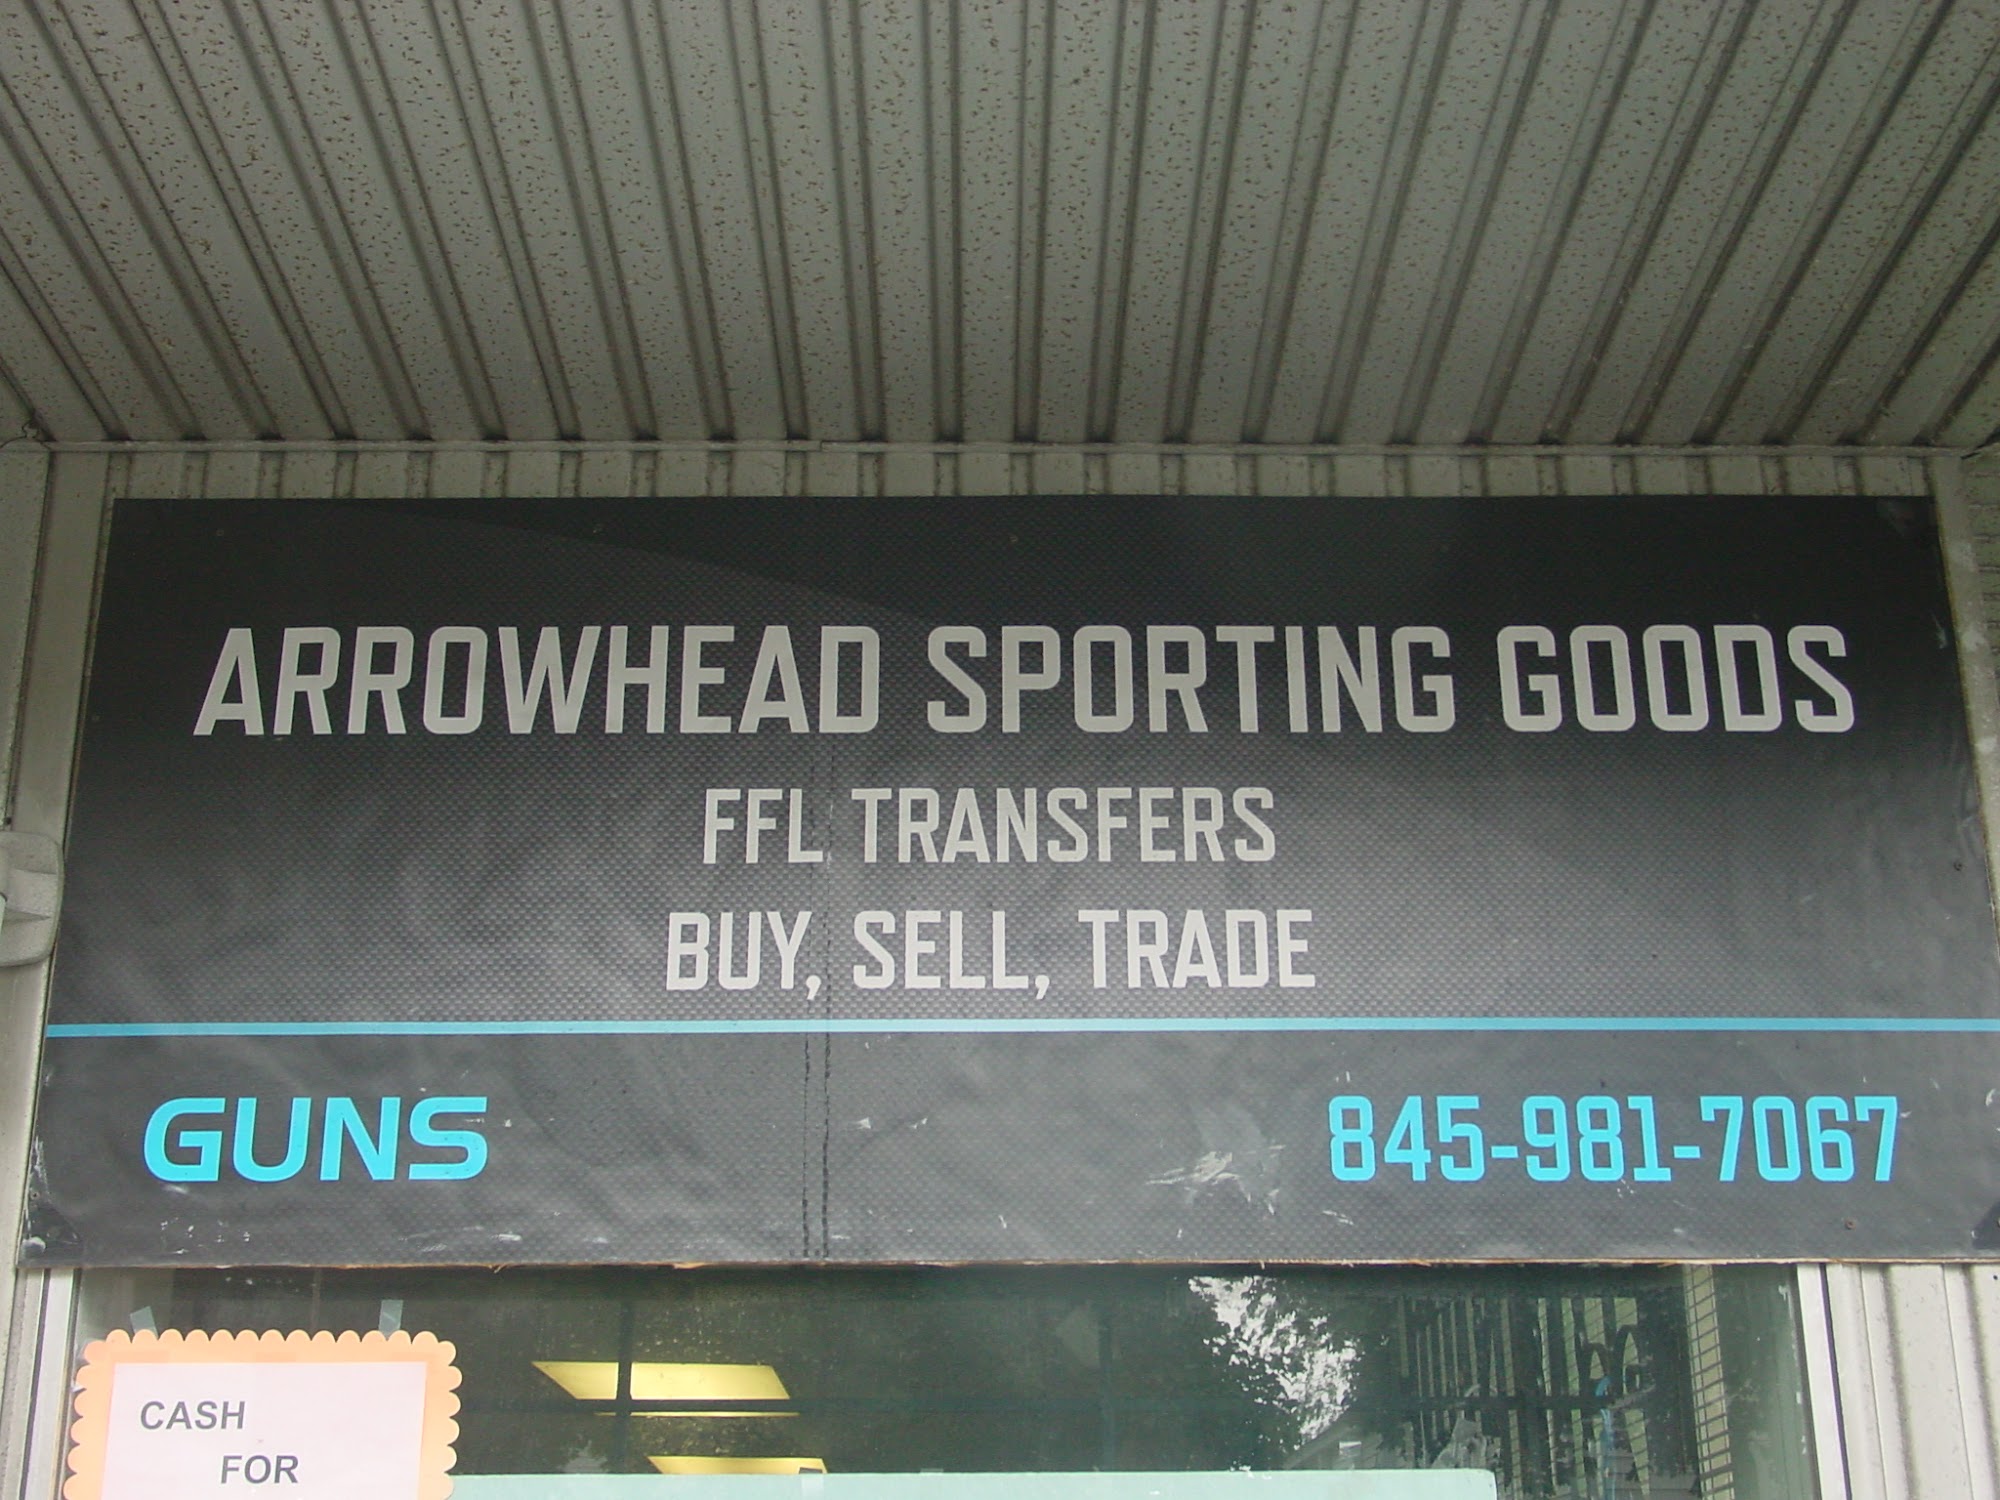 ARROWHEAD SPORTING GOODS
FFL TRANSFERS
BUY, SELL, TRADE
GUNS 845-981-7067
CASH
FOR